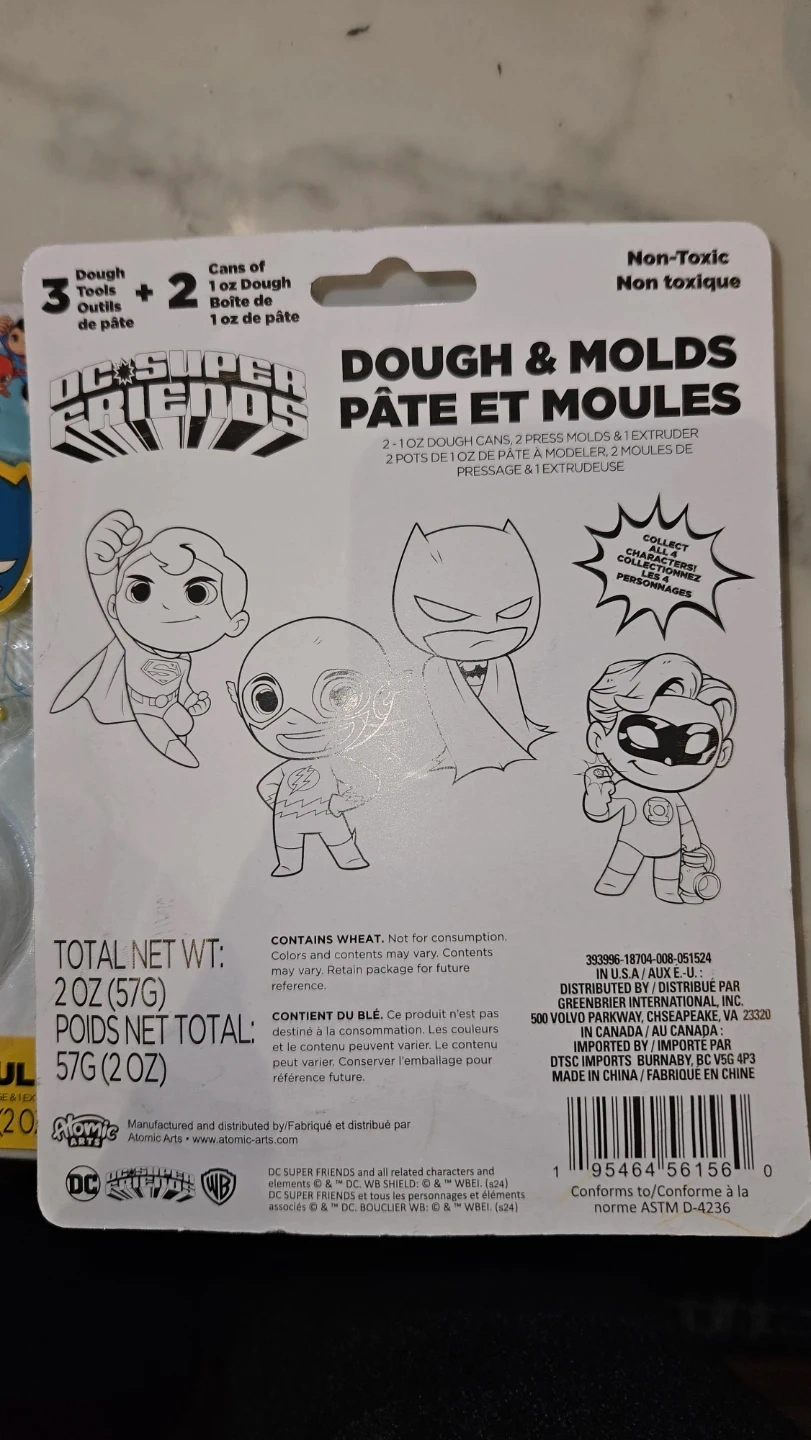 3 Dough Tools Outils de pâte + 2 Cans of 1 oz Dough Boîte de 1 oz de pâte
Non-Toxic
Non toxique
DC SUPER
FRIENDS
DOUGH & MOLDS
PÂTE ET MOULES
2 - 1 OZ DOUGH CANS, 2 PRESS MOLDS & 1 EXTRUDER
2 POTS DE 1 OZ DE PÂTE À MODELER, 2 MOULES DE
PRESSAGE & 1 EXTRUDEUSE
COLLECT
ALL 4
CHARACTERS!
COLLECTIONNEZ
LES 4
PERSONNAGES
TOTAL NET WT:
2 OZ (57G)
POIDS NET TOTAL:
57G (2 OZ)
CONTAINS WHEAT. Not for consumption.
Colors and contents may vary. Contents
may vary. Retain package for future
reference.
CONTIENT DU BLÉ. Ce produit n'est pas
destiné à la consommation. Les couleurs
et le contenu peuvent varier. Le contenu
peut varier. Conserver l'emballage pour
référence future.
393996-18704-008-051524
IN U.S.A / AUX E.-U. :
DISTRIBUTED BY / DISTRIBUÉ PAR
GREENBRIER INTERNATIONAL, INC.
500 VOLVO PARKWAY, CHSEAPEAKE, VA 23320
IN CANADA / AU CANADA :
IMPORTED BY / IMPORTE PAR
DTSC IMPORTS BURNABY, BC V5G 4P3
MADE IN CHINA / FABRIQUÉ EN CHINE
Atomic
ARTS
Manufactured and distributed by/Fabriqué et distribué par
Atomic Arts • www.atomic-arts.com
DC
DC SUPER
FRIENDS
WB
DC SUPER FRIENDS and all related characters and
elements © & ™ DC. WB SHIELD: © & ™ WBEI. (s24)
DC SUPER FRIENDS et tous les personnages et éléments
associés © & ™ DC. BOUCLIER WB: © & ™ WBEI. (s24)
1 95464 56156 0
Conforms to/Conforme à la
norme ASTM D-4236
UL
(2 O